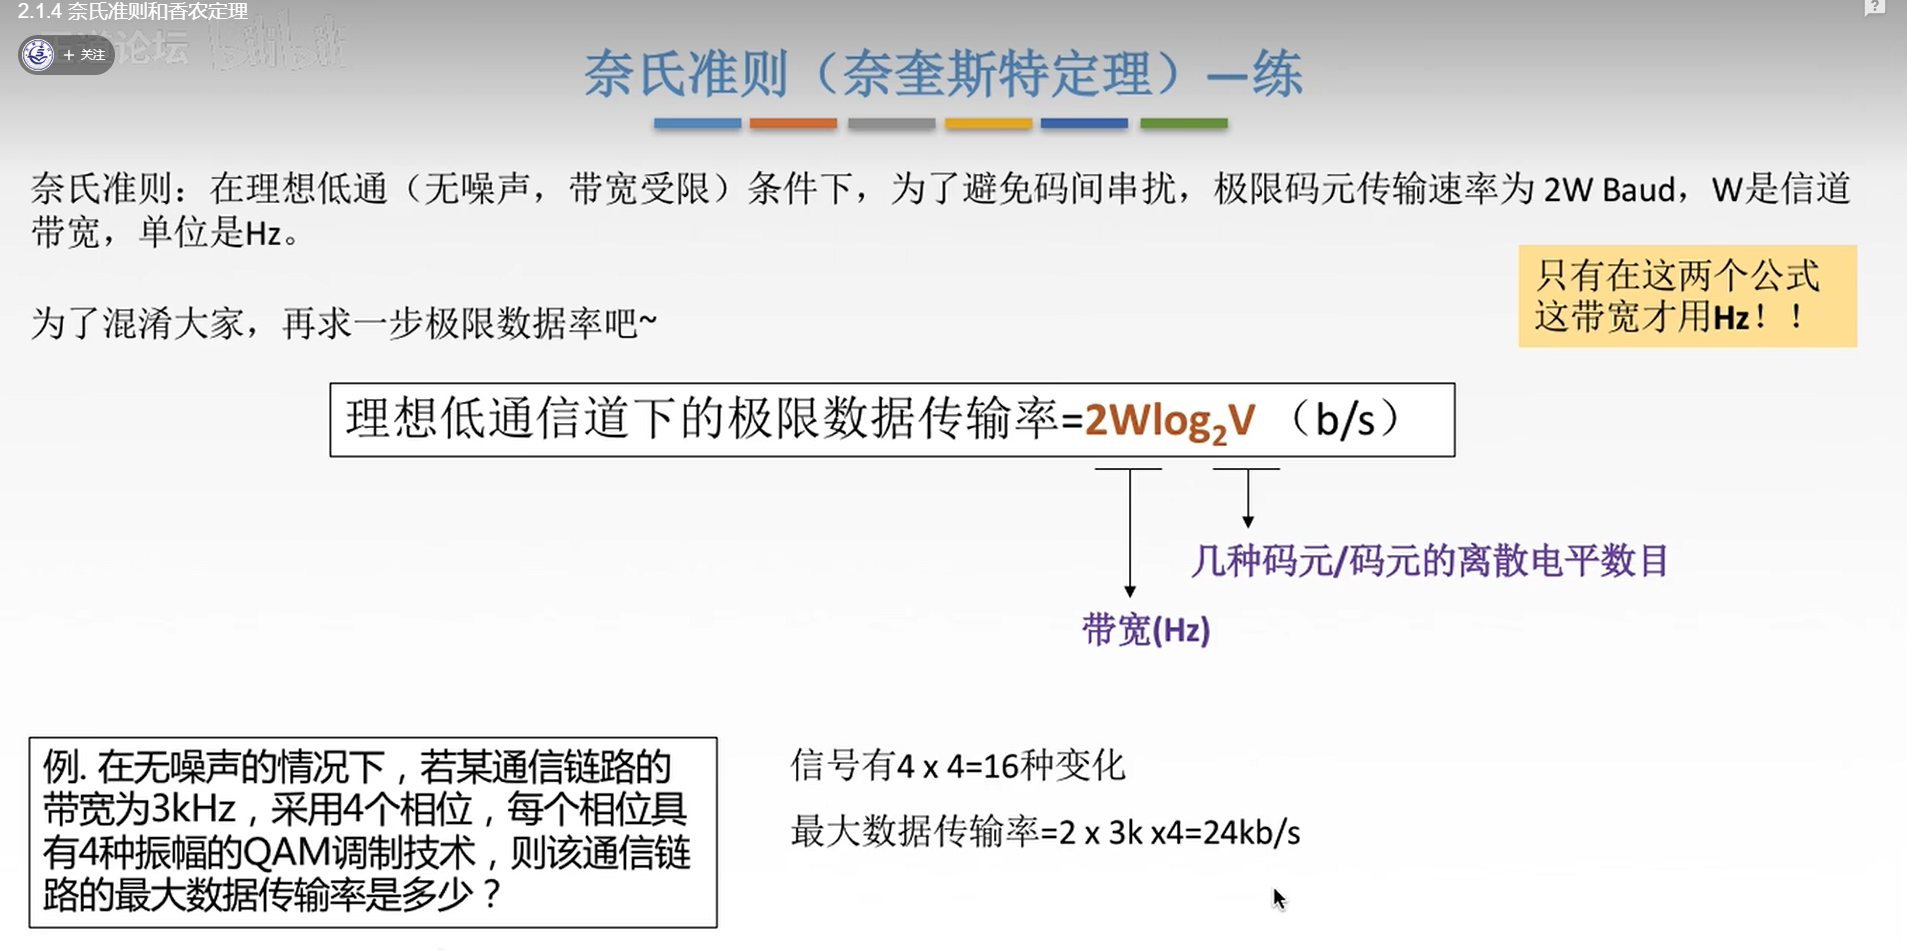 2.1.4 奈氏准则和香农定理
论坛 bilibili
+ 关注
奈氏准则（奈奎斯特定理）—练
奈氏准则：在理想低通（无噪声，带宽受限）条件下，为了避免码间串扰，极限码元传输速率为 2W Baud，W是信道
带宽，单位是Hz。
只有在这两个公式
这带宽才用Hz！！
为了混淆大家，再求一步极限数据率吧~
理想低通信道下的极限数据传输率=2Wlog₂V （b/s）
几种码元/码元的离散电平数目
带宽(Hz)
例. 在无噪声的情况下，若某通信链路的
带宽为3kHz，采用4个相位，每个相位具
有4种振幅的QAM调制技术，则该通信链
路的最大数据传输率是多少？
信号有4 x 4=16种变化
最大数据传输率=2 x 3k x4=24kb/s